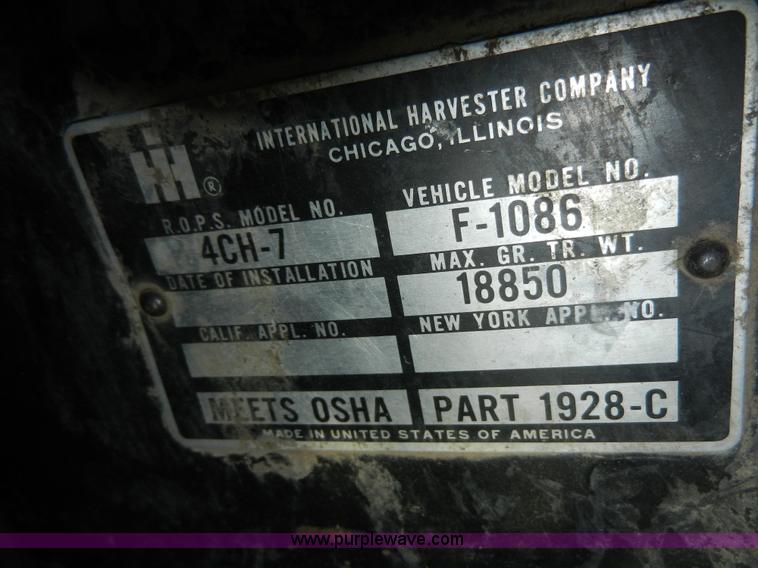 INTERNATIONAL HARVESTER COMPANY
CHICAGO, ILLINOIS
IH ®
R.O.P.S. MODEL NO. VEHICLE MODEL NO.
4CH-7 F-1086
DATE OF INSTALLATION MAX. GR. TR. WT.
18850
CALIF. APPL. NO. NEW YORK APPL. NO.
MEETS OSHA PART 1928-C
MADE IN UNITED STATES OF AMERICA
www.purplewave.com